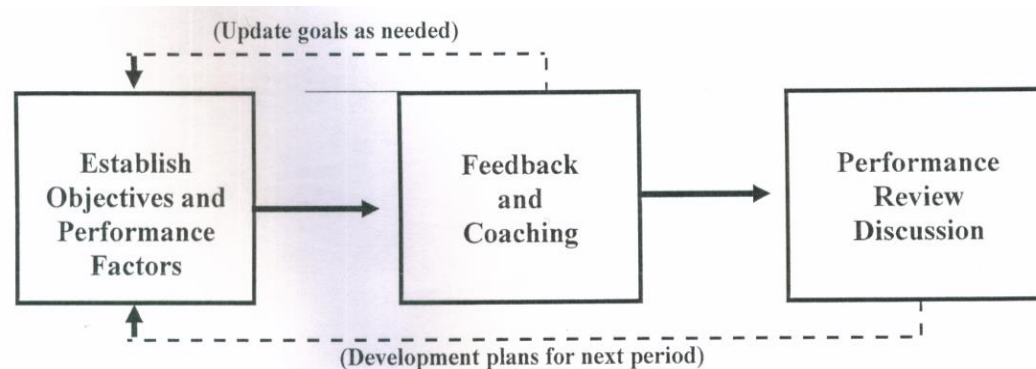 (Update goals as needed)
Establish
Objectives and
Performance
Factors
Feedback
and
Coaching
Performance
Review
Discussion
(Development plans for next period)